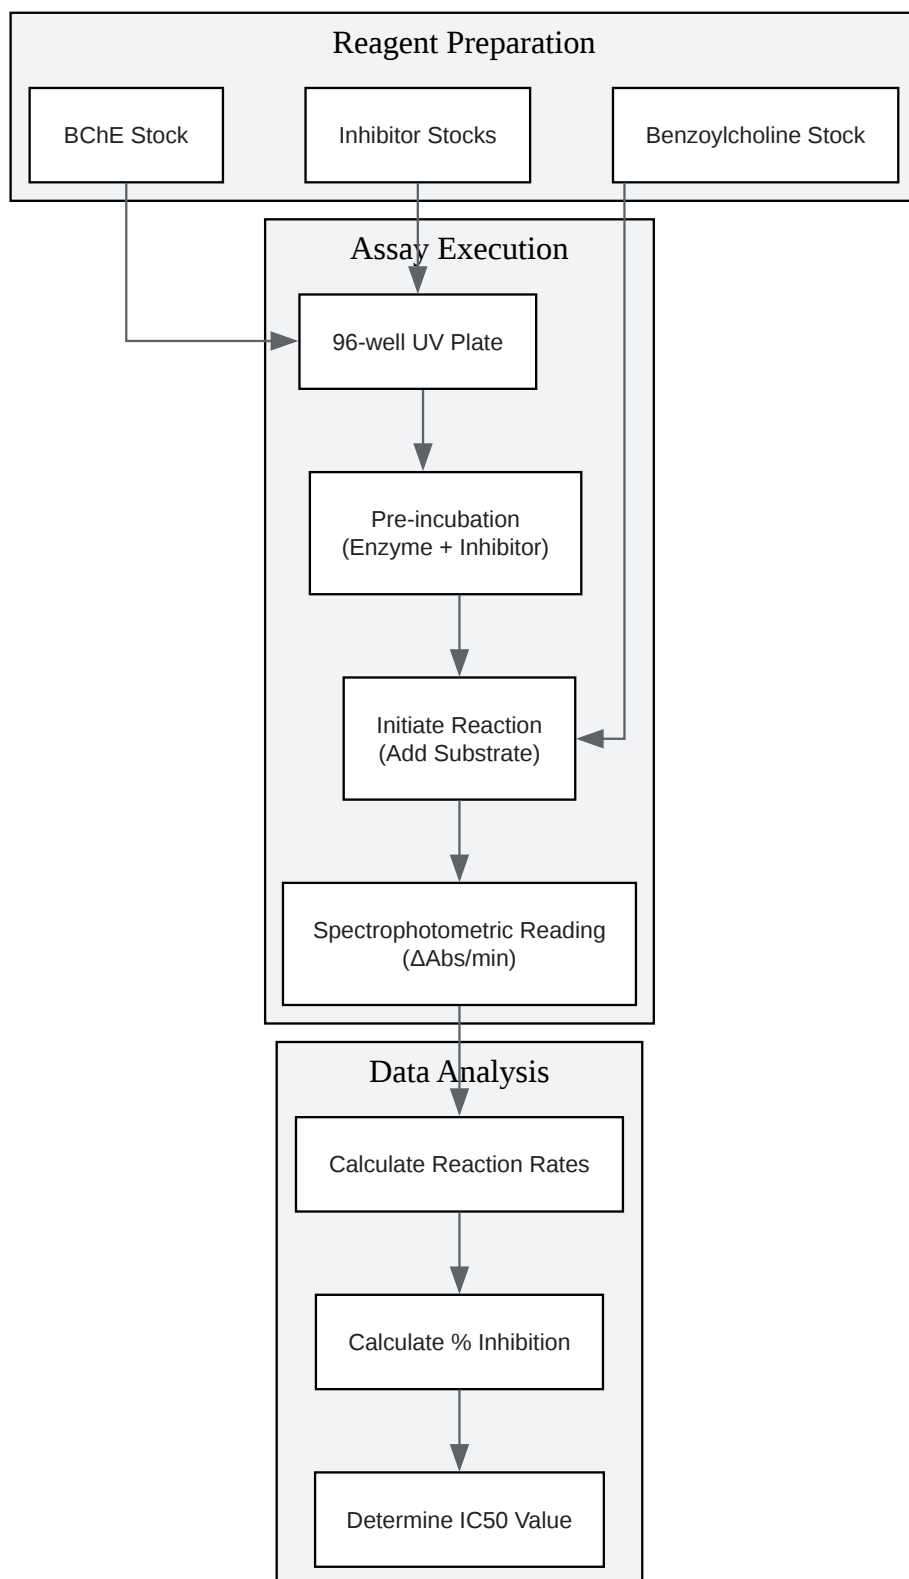 Reagent Preparation
BChE Stock
Inhibitor Stocks
Benzoylcholine Stock
Assay Execution
96-well UV Plate
Pre-incubation
(Enzyme + Inhibitor)
Initiate Reaction
(Add Substrate)
Spectrophotometric Reading
(ΔAbs/min)
Data Analysis
Calculate Reaction Rates
Calculate % Inhibition
Determine IC50 Value